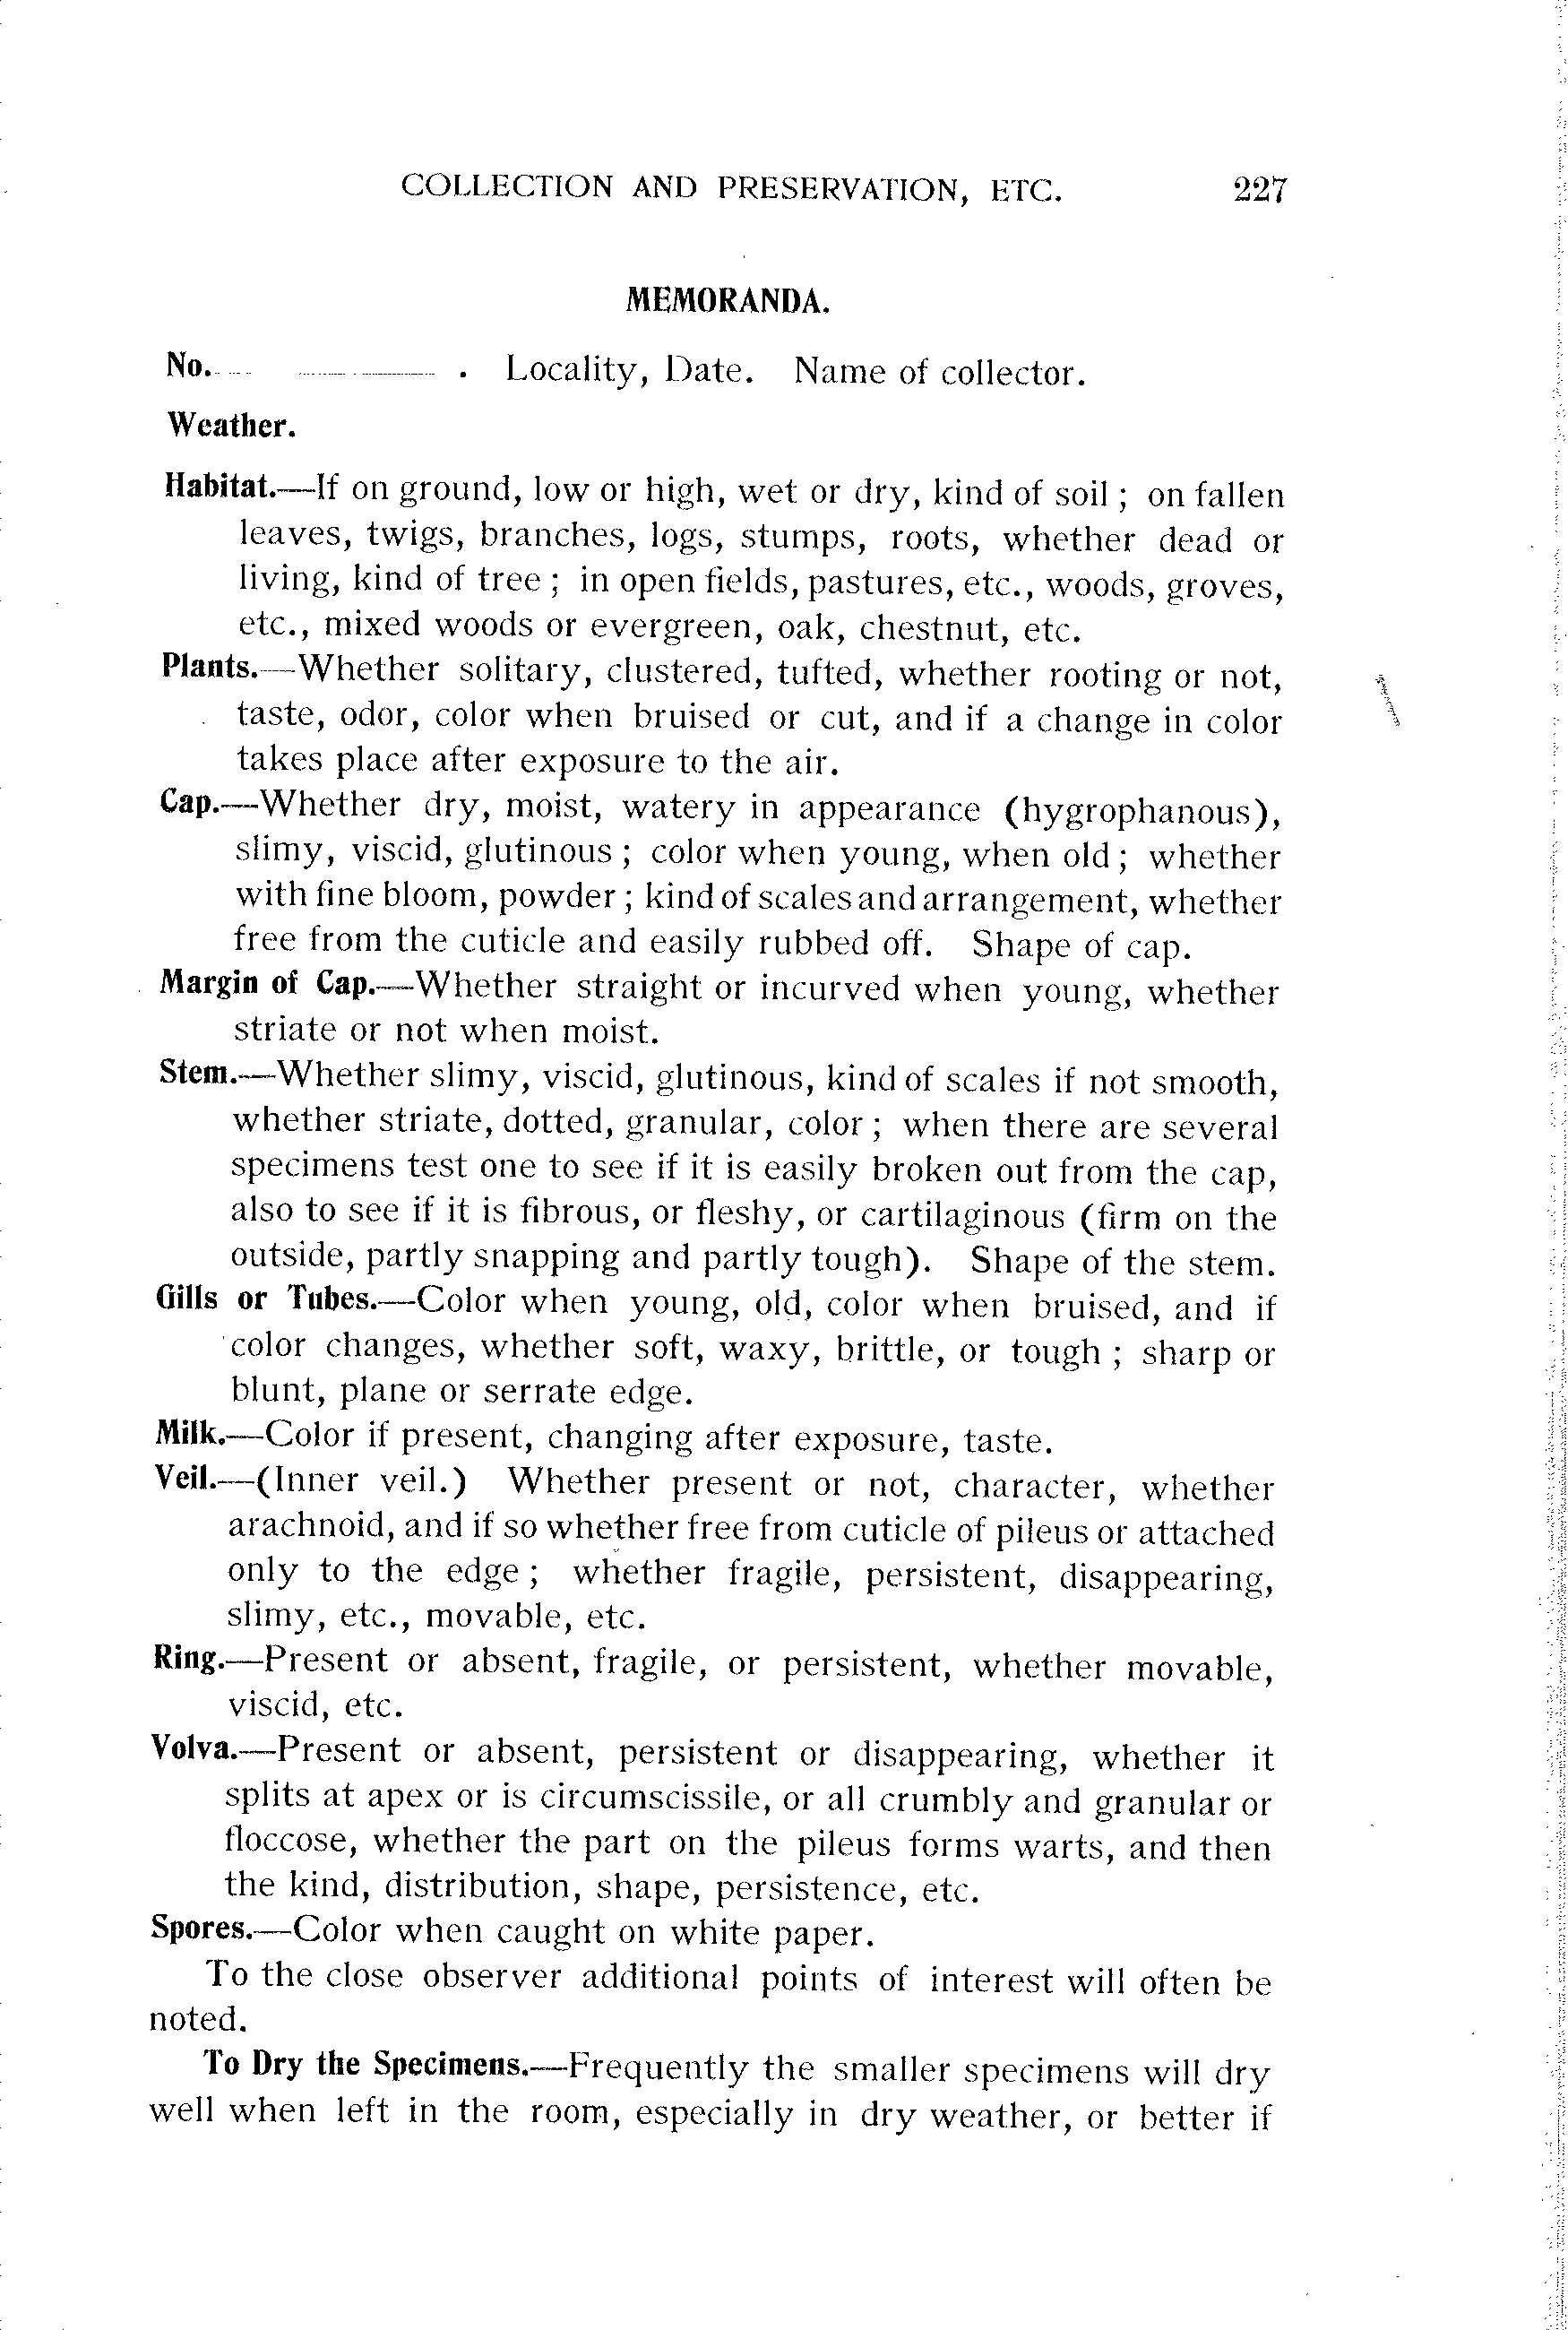 COLLECTION AND PRESERVATION, ETC. 227
MEMORANDA.
No. . Locality, Date. Name of collector.
Weather.
Habitat.—If on ground, low or high, wet or dry, kind of soil ; on fallen
leaves, twigs, branches, logs, stumps, roots, whether dead or
living, kind of tree ; in open fields, pastures, etc., woods, groves,
etc., mixed woods or evergreen, oak, chestnut, etc.
Plants.—Whether solitary, clustered, tufted, whether rooting or not,
taste, odor, color when bruised or cut, and if a change in color
takes place after exposure to the air.
Cap.—Whether dry, moist, watery in appearance (hygrophanous),
slimy, viscid, glutinous ; color when young, when old ; whether
with fine bloom, powder ; kind of scales and arrangement, whether
free from the cuticle and easily rubbed off. Shape of cap.
Margin of Cap.—Whether straight or incurved when young, whether
striate or not when moist.
Stem.—Whether slimy, viscid, glutinous, kind of scales if not smooth,
whether striate, dotted, granular, color ; when there are several
specimens test one to see if it is easily broken out from the cap,
also to see if it is fibrous, or fleshy, or cartilaginous (firm on the
outside, partly snapping and partly tough). Shape of the stem.
Gills or Tubes.—Color when young, old, color when bruised, and if
color changes, whether soft, waxy, brittle, or tough ; sharp or
blunt, plane or serrate edge.
Milk.—Color if present, changing after exposure, taste.
Veil.—(Inner veil.) Whether present or not, character, whether
arachnoid, and if so whether free from cuticle of pileus or attached
only to the edge ; whether fragile, persistent, disappearing,
slimy, etc., movable, etc.
Ring.—Present or absent, fragile, or persistent, whether movable,
viscid, etc.
Volva.—Present or absent, persistent or disappearing, whether it
splits at apex or is circumscissile, or all crumbly and granular or
floccose, whether the part on the pileus forms warts, and then
the kind, distribution, shape, persistence, etc.
Spores.—Color when caught on white paper.
To the close observer additional points of interest will often be
noted.
To Dry the Specimens.—Frequently the smaller specimens will dry
well when left in the room, especially in dry weather, or better if